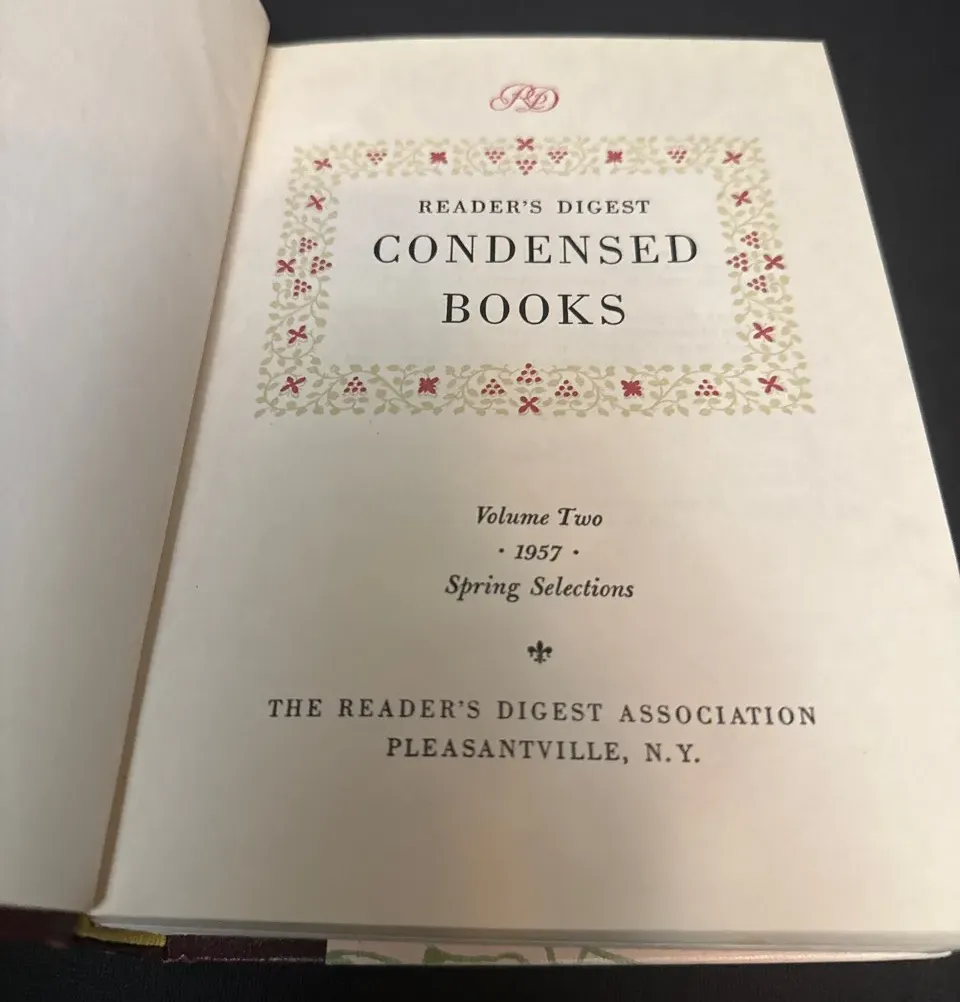 RD
READER'S DIGEST
CONDENSED
BOOKS
Volume Two
· 1957 ·
Spring Selections
THE READER'S DIGEST ASSOCIATION
PLEASANTVILLE, N.Y.